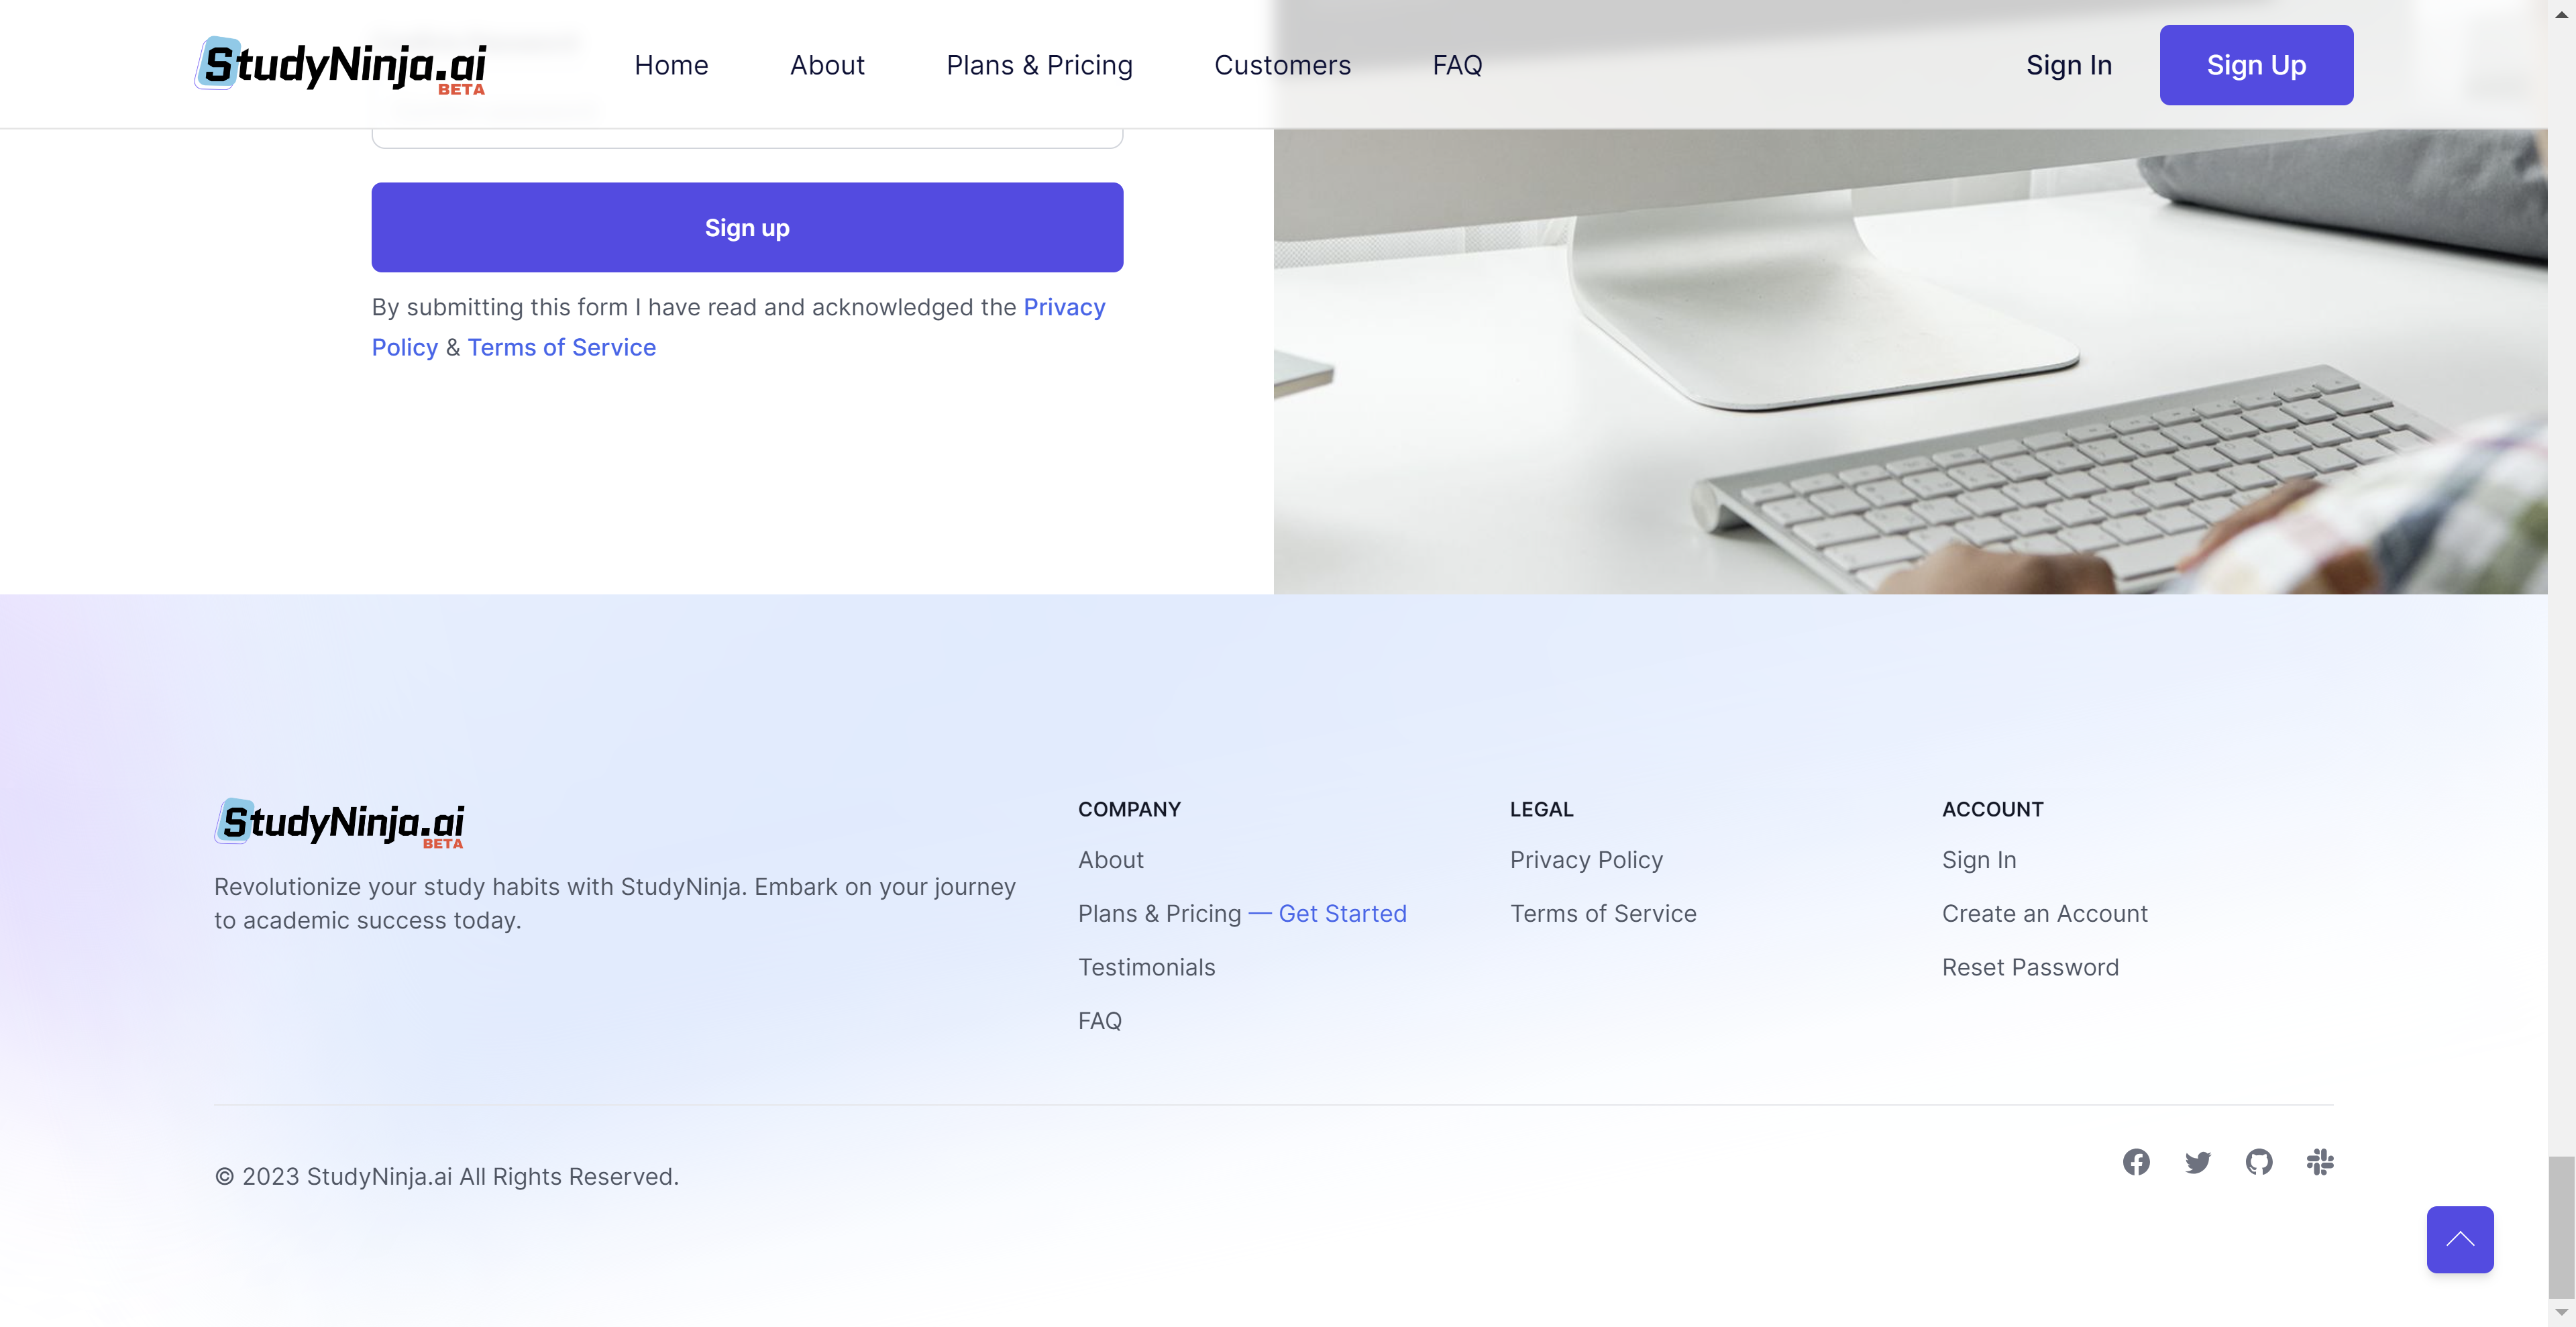 StudyNinja.ai
BETA
Home
About
Plans & Pricing
Customers
FAQ
Sign In
Sign Up
Sign up
By submitting this form I have read and acknowledged the Privacy
Policy & Terms of Service
StudyNinja.ai
BETA
Revolutionize your study habits with StudyNinja. Embark on your journey
to academic success today.
COMPANY
About
Plans & Pricing — Get Started
Testimonials
FAQ
LEGAL
Privacy Policy
Terms of Service
ACCOUNT
Sign In
Create an Account
Reset Password
© 2023 StudyNinja.ai All Rights Reserved.